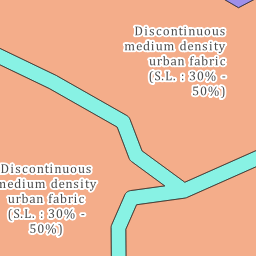 Discontinuous
medium density
urban fabric
(S.L. : 30% -
50%)
Discontinuous
medium density
urban fabric
(S.L. : 30% -
50%)